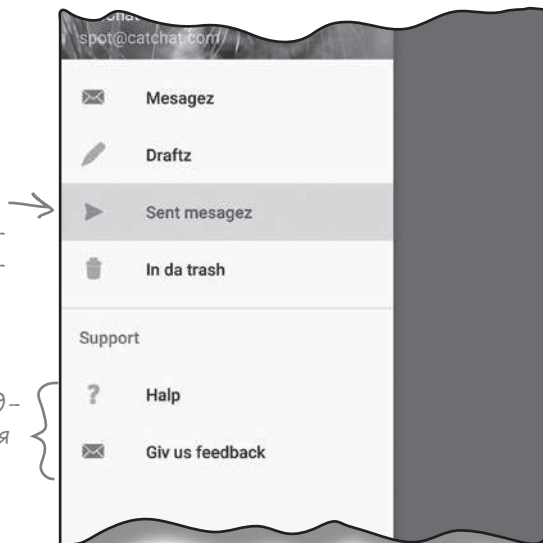 spot@catchat.com
Mesagez
Draftz
Sent mesagez
In da trash
Support
Halp
Giv us feedback